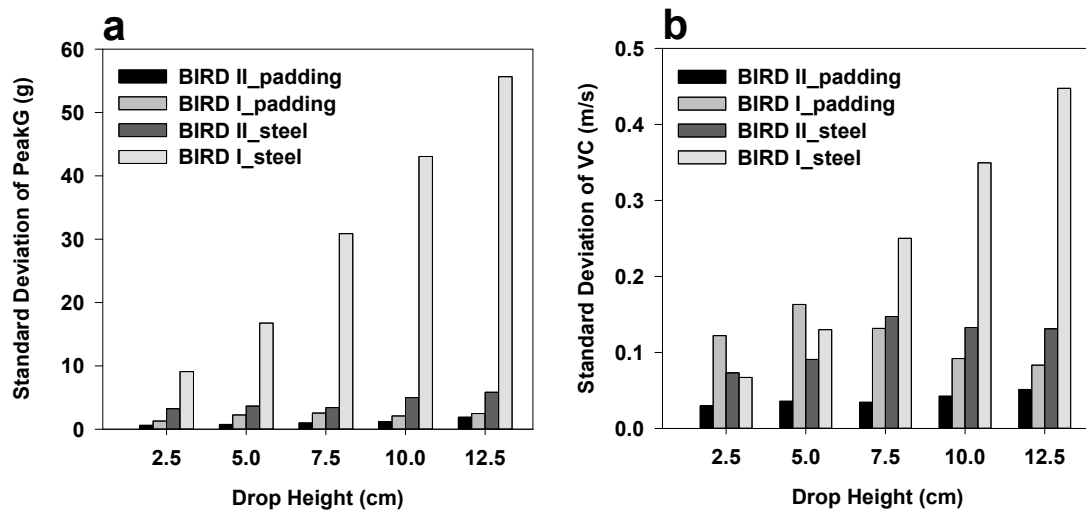 a
60
50
40
30
20
10
0
Standard Deviation of PeakG (g)
BIRD II_padding
BIRD I_padding
BIRD II_steel
BIRD I_steel
2.5 5.0 7.5 10.0 12.5
Drop Height (cm)
b
0.5
0.4
0.3
0.2
0.1
0.0
Standard Deviation of VC (m/s)
BIRD II_padding
BIRD I_padding
BIRD II_steel
BIRD I_steel
2.5 5.0 7.5 10.0 12.5
Drop Height (cm)